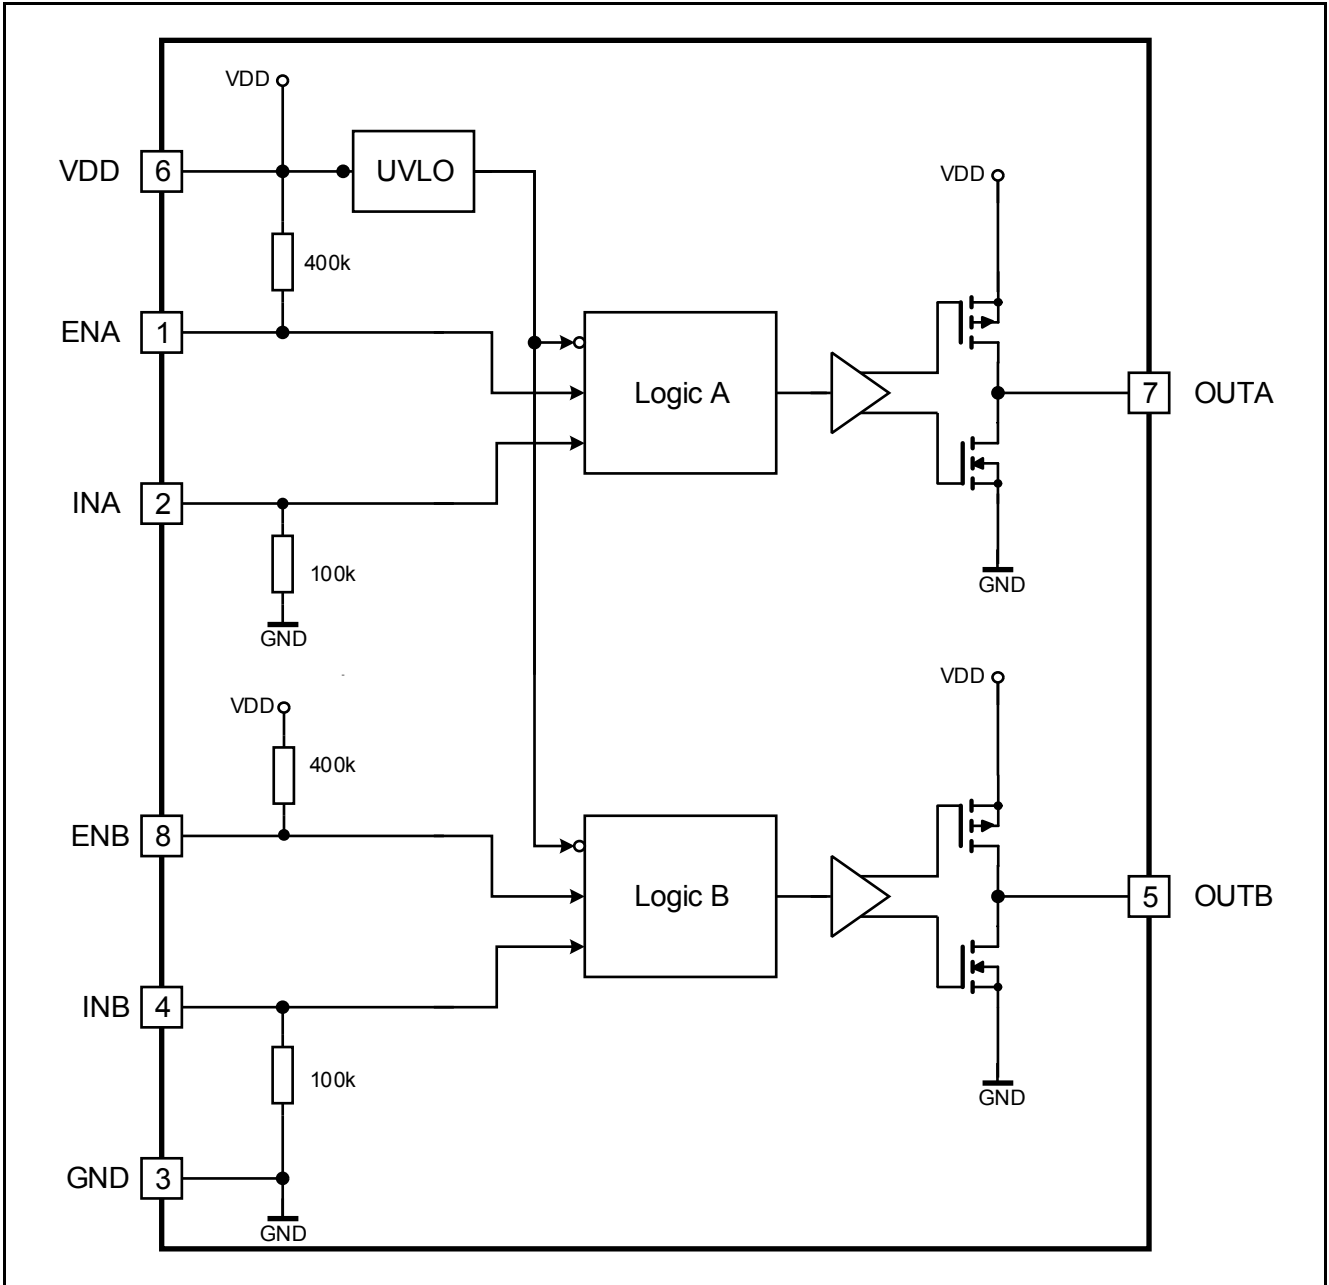 VDD
VDD 6 UVLO
VDD
400k
ENA 1
Logic A
7 OUTA
INA 2
100k
GND
GND
VDD
VDD
400k
ENB 8
Logic B
5 OUTB
INB 4
100k
GND
GND 3
GND